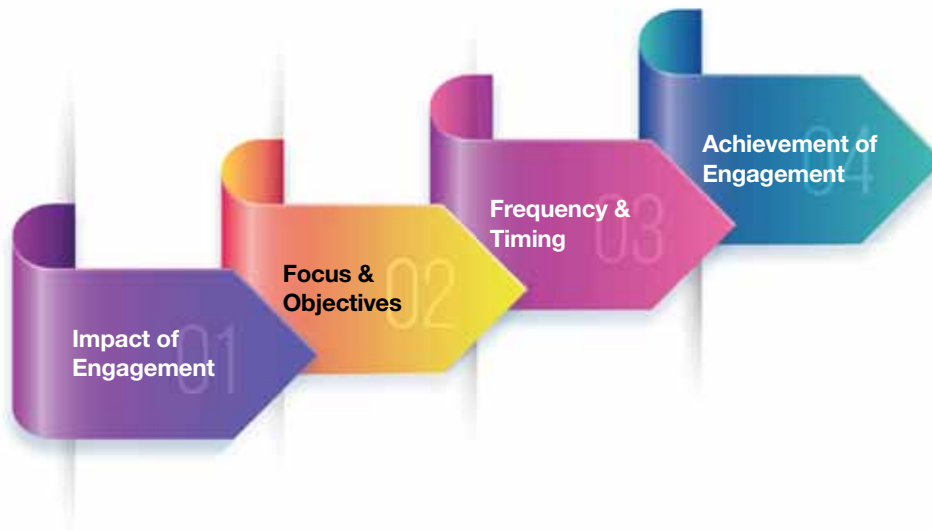 Impact of
Engagement
01
Focus &
Objectives
02
Frequency &
Timing
03
Achievement of
Engagement
04